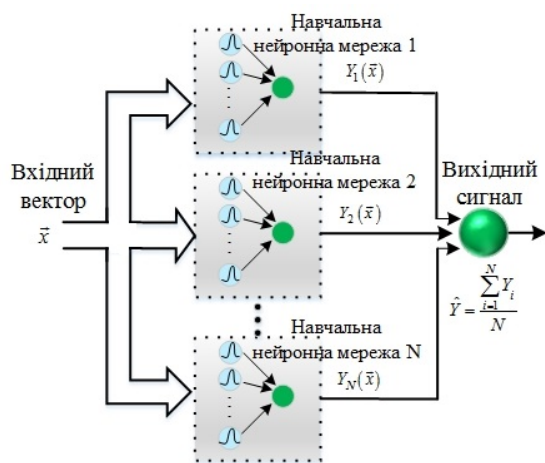 Навчальна
нейронна мережа 1
Y₁(x⃗)
Вхідний
вектор
x⃗
Навчальна
нейронна мережа 2
Y₂(x⃗)
Вихідний
сигнал
Ŷ = ∑ᵢ₌₁ᴺ Yᵢ / N
Навчальна
нейронна мережа N
Y_N(x⃗)